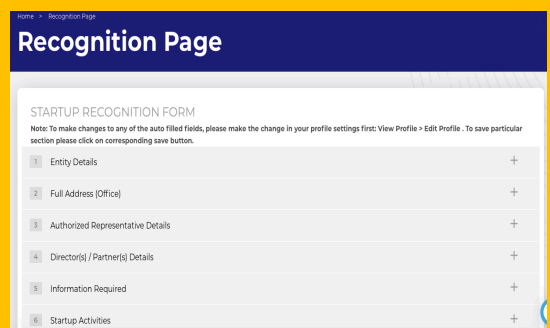 Home > Recognition Page
Recognition Page
STARTUP RECOGNITION FORM
Note: To make changes to any of the auto filled fields, please make the change in your profile settings first: View Profile > Edit Profile . To save particular
section please click on corresponding save button.
1 Entity Details +
2 Full Address (Office) +
3 Authorized Representative Details +
4 Director(s) / Partner(s) Details +
5 Information Required +
6 Startup Activities +